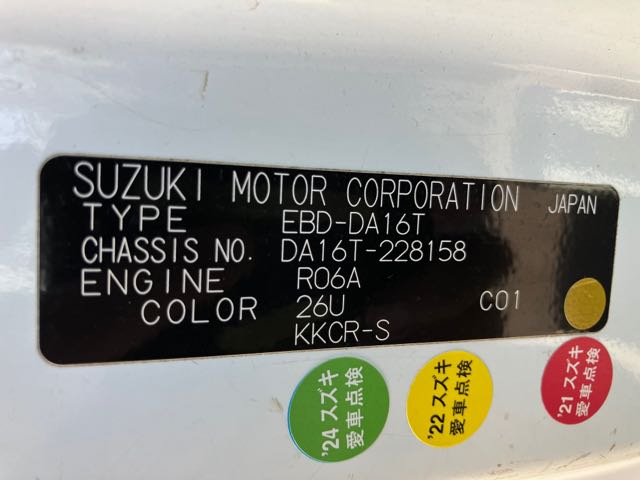 SUZUKI MOTOR CORPORATION JAPAN
TYPE EBD-DA16T
CHASSIS NO. DA16T-228158
ENGINE R06A
COLOR 26U C01
KKCR-S
'24 スズキ
愛車点検
'22 スズキ
愛車点検
'21 スズキ
愛車点検